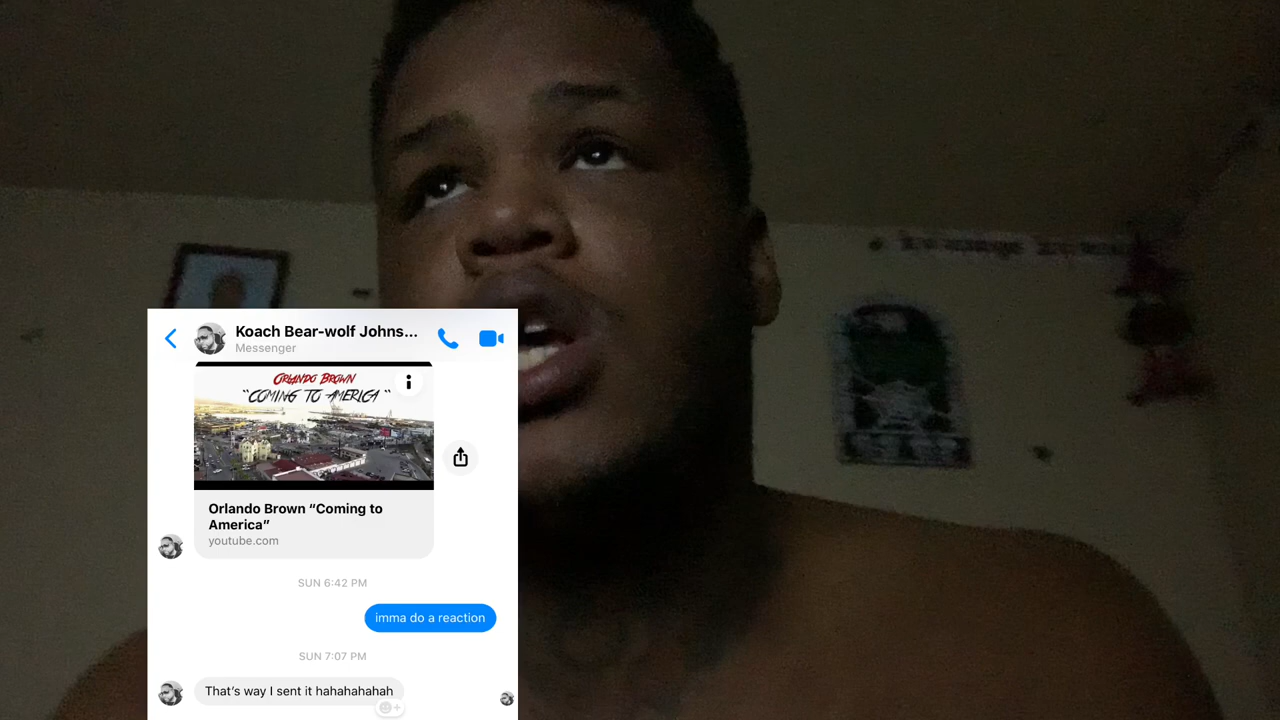 Koach Bear-wolf Johns...
Messenger
ORLANDO BROWN
"COMING TO AMERICA"
Orlando Brown “Coming to
America”
youtube.com
SUN 6:42 PM
imma do a reaction
SUN 7:07 PM
That's way I sent it hahahahahah